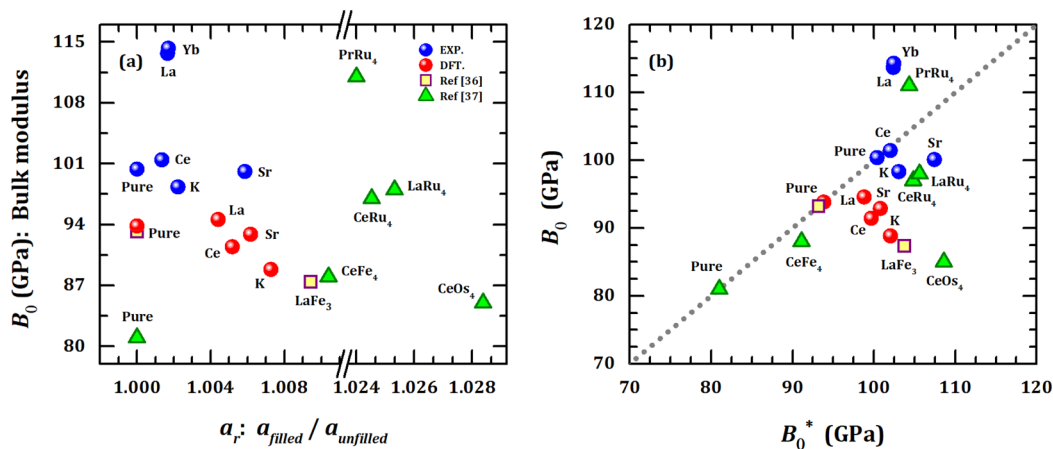 (a)
EXP.
DFT.
Ref [36]
Ref [37]
B0 (GPa): Bulk modulus
115
108
101
94
87
80
Yb
La
PrRu4
Ce
Sr
Pure
K
LaRu4
CeRu4
La
Pure
Sr
Ce
K
CeFe4
LaFe3
CeOs4
Pure
1.000 1.004 1.008 1.024 1.026 1.028
ar: afilled / aunfilled
(b)
B0 (GPa)
120
110
100
90
80
70
Yb
La
PrRu4
Ce
Pure
Sr
K
LaRu4
CeRu4
Pure
La
Sr
K
Ce
CeFe4
LaFe3
CeOs4
Pure
70 80 90 100 110 120
B0* (GPa)